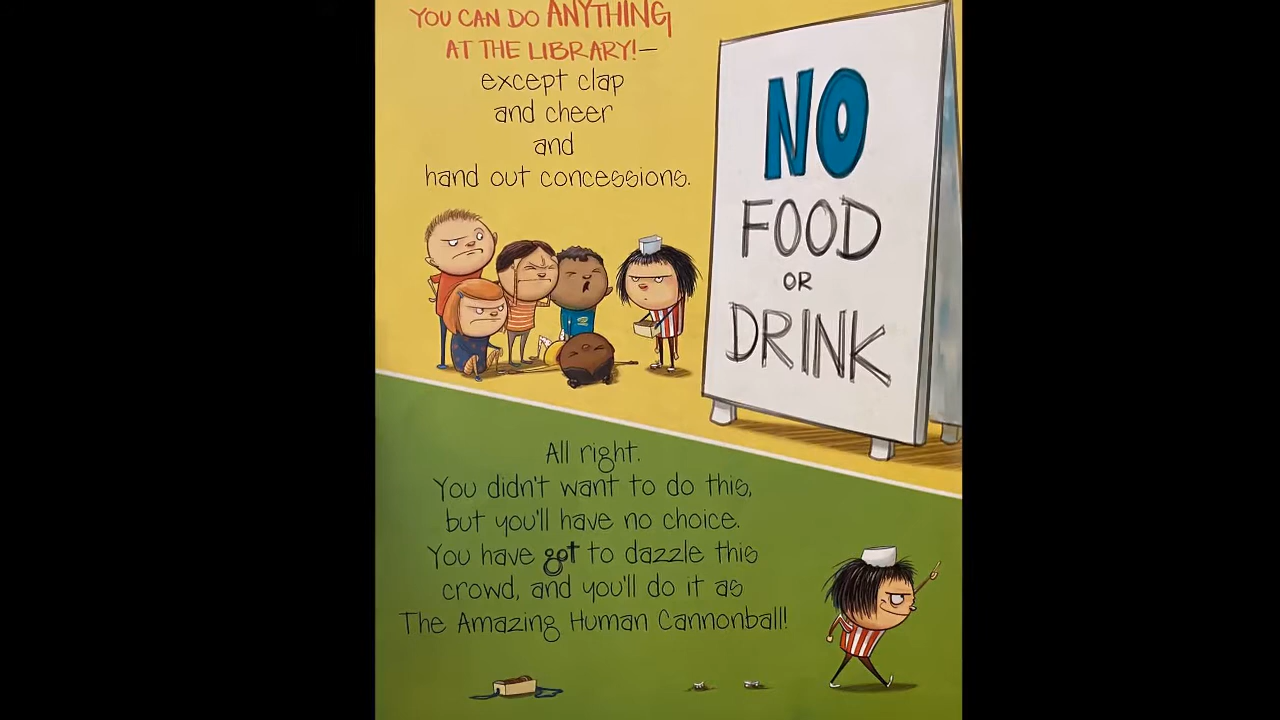 YOU CAN DO ANYTHING
AT THE LIBRARY!—
except clap
and cheer
and
hand out concessions.
NO
FOOD
OR
DRINK
All right.
You didn't want to do this,
but you'll have no choice.
You have got to dazzle this
crowd, and you'll do it as
The Amazing Human Cannonball!